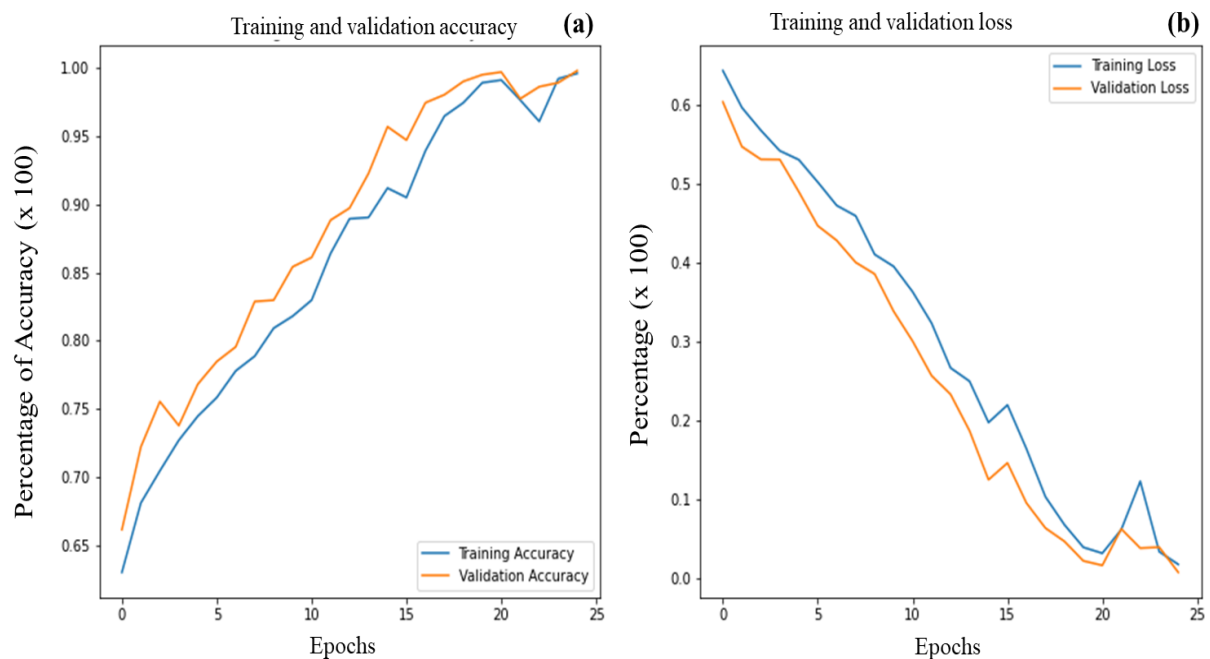 Training and validation accuracy (a)
Percentage of Accuracy (x 100)
1.00
0.95
0.90
0.85
0.80
0.75
0.70
0.65
0 5 10 15 20 25
Epochs
Training Accuracy
Validation Accuracy
Training and validation loss (b)
Percentage (x 100)
0.6
0.5
0.4
0.3
0.2
0.1
0.0
0 5 10 15 20 25
Epochs
Training Loss
Validation Loss